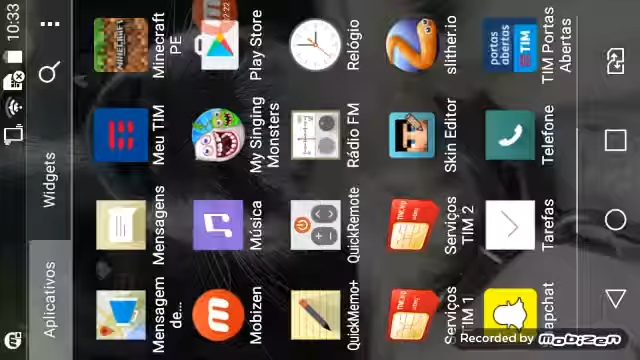 10:33
Aplicativos
Widgets
Mensagem de...
Mensagens
Meu TIM
Minecraft PE
Mobizen
Música
My Singing Monsters
Play Store
QuickMemo+
QuickRemote
Rádio FM
Relógio
Serviços TIM 1
Serviços TIM 2
Skin Editor
slither.io
apchat
Tarefas
Telefone
portas abertas TIM
TIM Portas Abertas
Recorded by mobizen